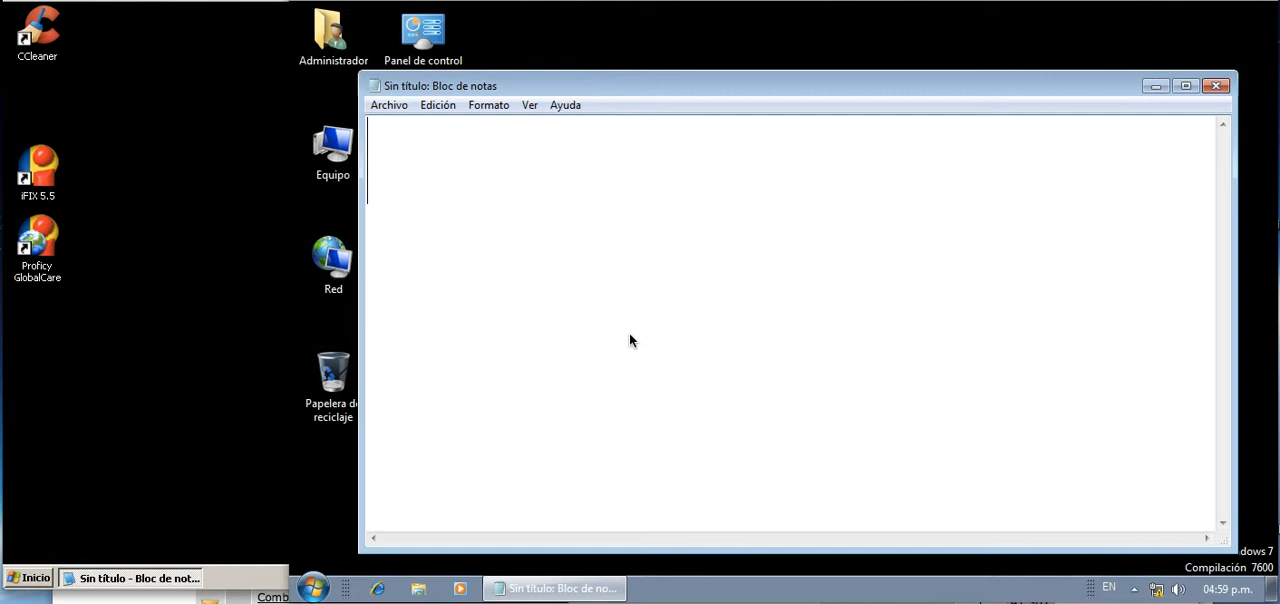 CCleaner
iFIX 5.5
Proficy
GlobalCare
Administrador
Panel de control
Equipo
Red
Papelera de
reciclaje
Sin título: Bloc de notas
Archivo Edición Formato Ver Ayuda
dows 7
Compilación 7600
Inicio
Sin título - Bloc de not...
Comb
Sin título: Bloc de no...
EN
04:59 p.m.